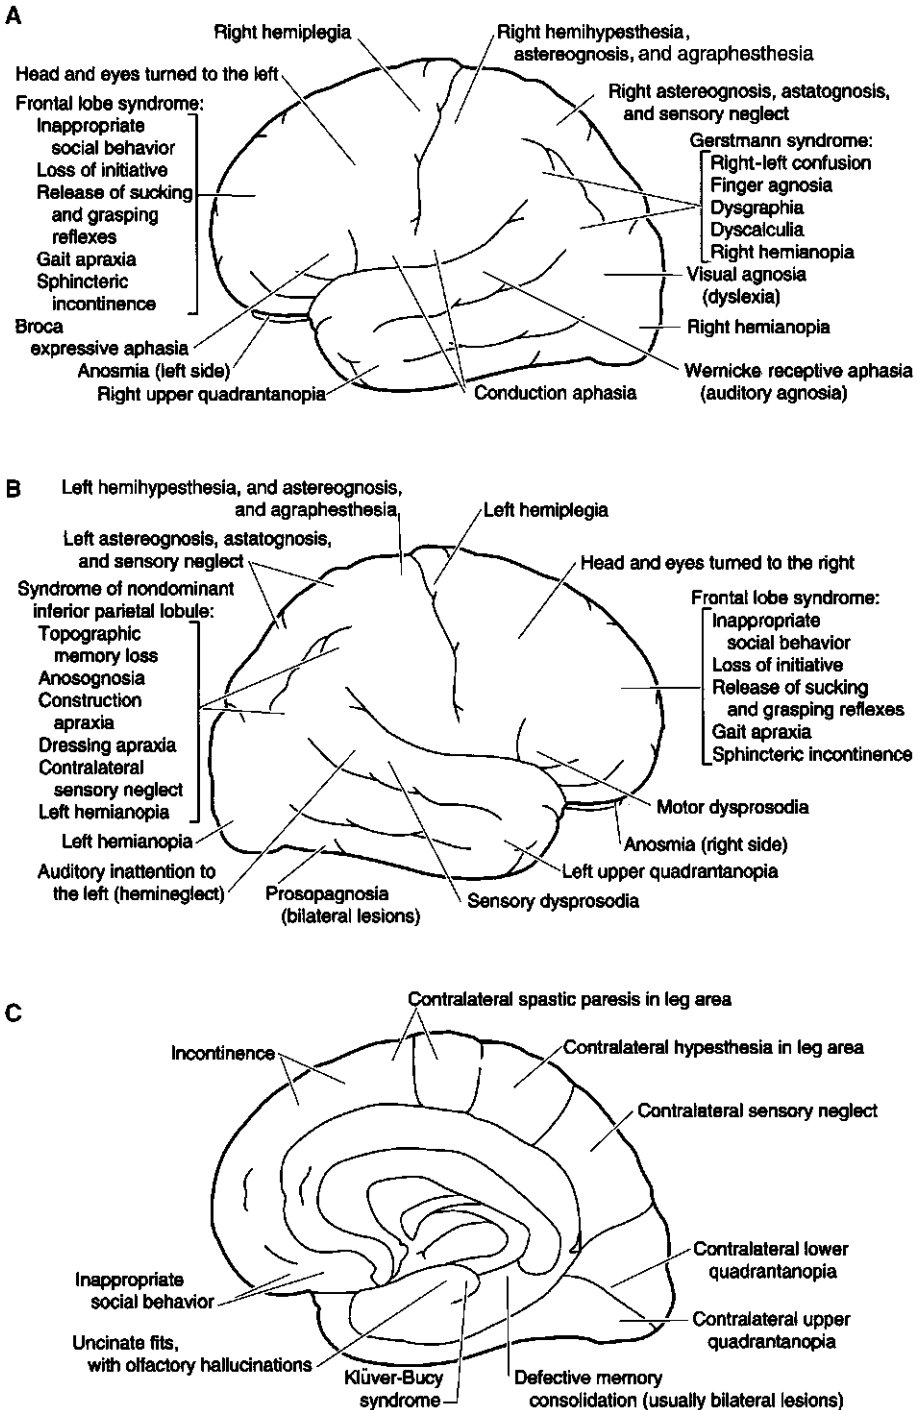 A
Right hemiplegia
Right hemihypesthesia,
astereognosis, and agraphesthesia
Head and eyes turned to the left
Right astereognosis, astatognosis,
and sensory neglect
Frontal lobe syndrome:
Inappropriate
social behavior
Loss of initiative
Release of sucking
and grasping
reflexes
Gait apraxia
Sphincteric
incontinence
Gerstmann syndrome:
Right-left confusion
Finger agnosia
Dysgraphia
Dyscalculia
Right hemianopia
Visual agnosia
(dyslexia)
Right hemianopia
Broca
expressive aphasia
Anosmia (left side)
Right upper quadrantanopia
Conduction aphasia
Wernicke receptive aphasia
(auditory agnosia)
B
Left hemihypesthesia, and astereognosis,
and agraphesthesia
Left hemiplegia
Left astereognosis, astatognosis,
and sensory neglect
Head and eyes turned to the right
Syndrome of nondominant
inferior parietal lobule:
Topographic
memory loss
Anosognosia
Construction
apraxia
Dressing apraxia
Contralateral
sensory neglect
Left hemianopia
Frontal lobe syndrome:
Inappropriate
social behavior
Loss of initiative
Release of sucking
and grasping reflexes
Gait apraxia
Sphincteric incontinence
Motor dysprosodia
Left hemianopia
Anosmia (right side)
Auditory inattention to
the left (hemineglect)
Left upper quadrantanopia
Prosopagnosia
(bilateral lesions)
Sensory dysprosodia
C
Contralateral spastic paresis in leg area
Incontinence
Contralateral hypesthesia in leg area
Contralateral sensory neglect
Contralateral lower
quadrantanopia
Inappropriate
social behavior
Contralateral upper
quadrantanopia
Uncinate fits,
with olfactory hallucinations
Klüver-Bucy
syndrome
Defective memory
consolidation (usually bilateral lesions)